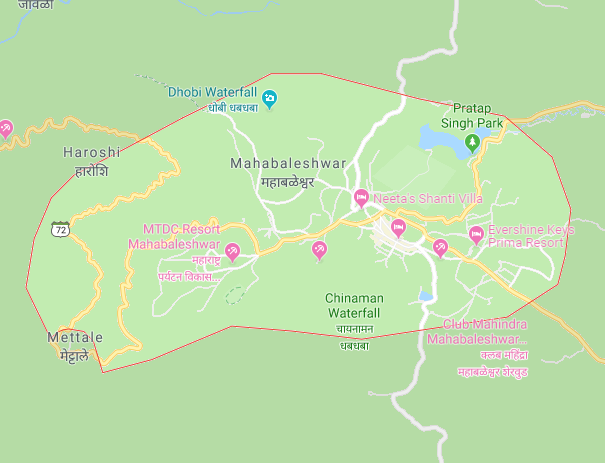 जावळी
Dhobi Waterfall
धोबी धबधबा
Pratap
Singh Park
Haroshi
हारोशि
Mahabaleshwar
महाबळेश्वर
Neeta's Shanti Villa
MTDC Resort
Mahabaleshwar
महाराष्ट्र
पर्यटन विकास...
72
Evershine Keys
Prima Resort
Chinaman
Waterfall
चायनामन
धबधबा
Mettale
मेट्टाले
Club Mahindra
Mahabaleshwar...
क्लब महिंद्रा
महाबळेश्वर शेरवुड